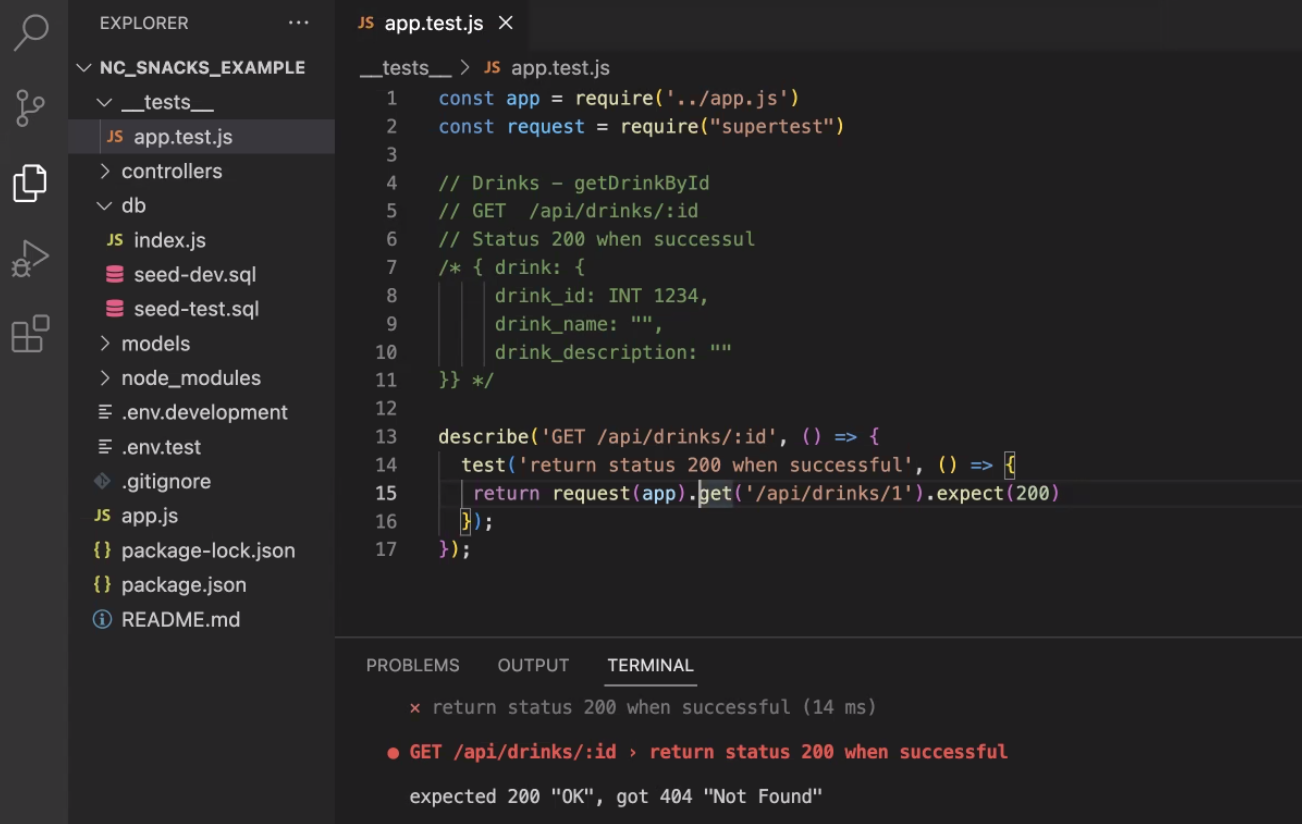 EXPLORER ...
NC_SNACKS_EXAMPLE
__tests__
JS app.test.js
controllers
db
JS index.js
seed-dev.sql
seed-test.sql
models
node_modules
.env.development
.env.test
.gitignore
JS app.js
{} package-lock.json
{} package.json
README.md
JS app.test.js ×
__tests__ > JS app.test.js
1 const app = require('../app.js')
2 const request = require("supertest")
3
4 // Drinks – getDrinkById
5 // GET  /api/drinks/:id
6 // Status 200 when successul
7 /* { drink: {
8 drink_id: INT 1234,
9 drink_name: "",
10 drink_description: ""
11 }} */
12
13 describe('GET /api/drinks/:id', () => {
14 test('return status 200 when successful', () => {
15 return request(app).get('/api/drinks/1').expect(200)
16 });
17 });
PROBLEMS OUTPUT TERMINAL
× return status 200 when successful (14 ms)
● GET /api/drinks/:id › return status 200 when successful
expected 200 "OK", got 404 "Not Found"